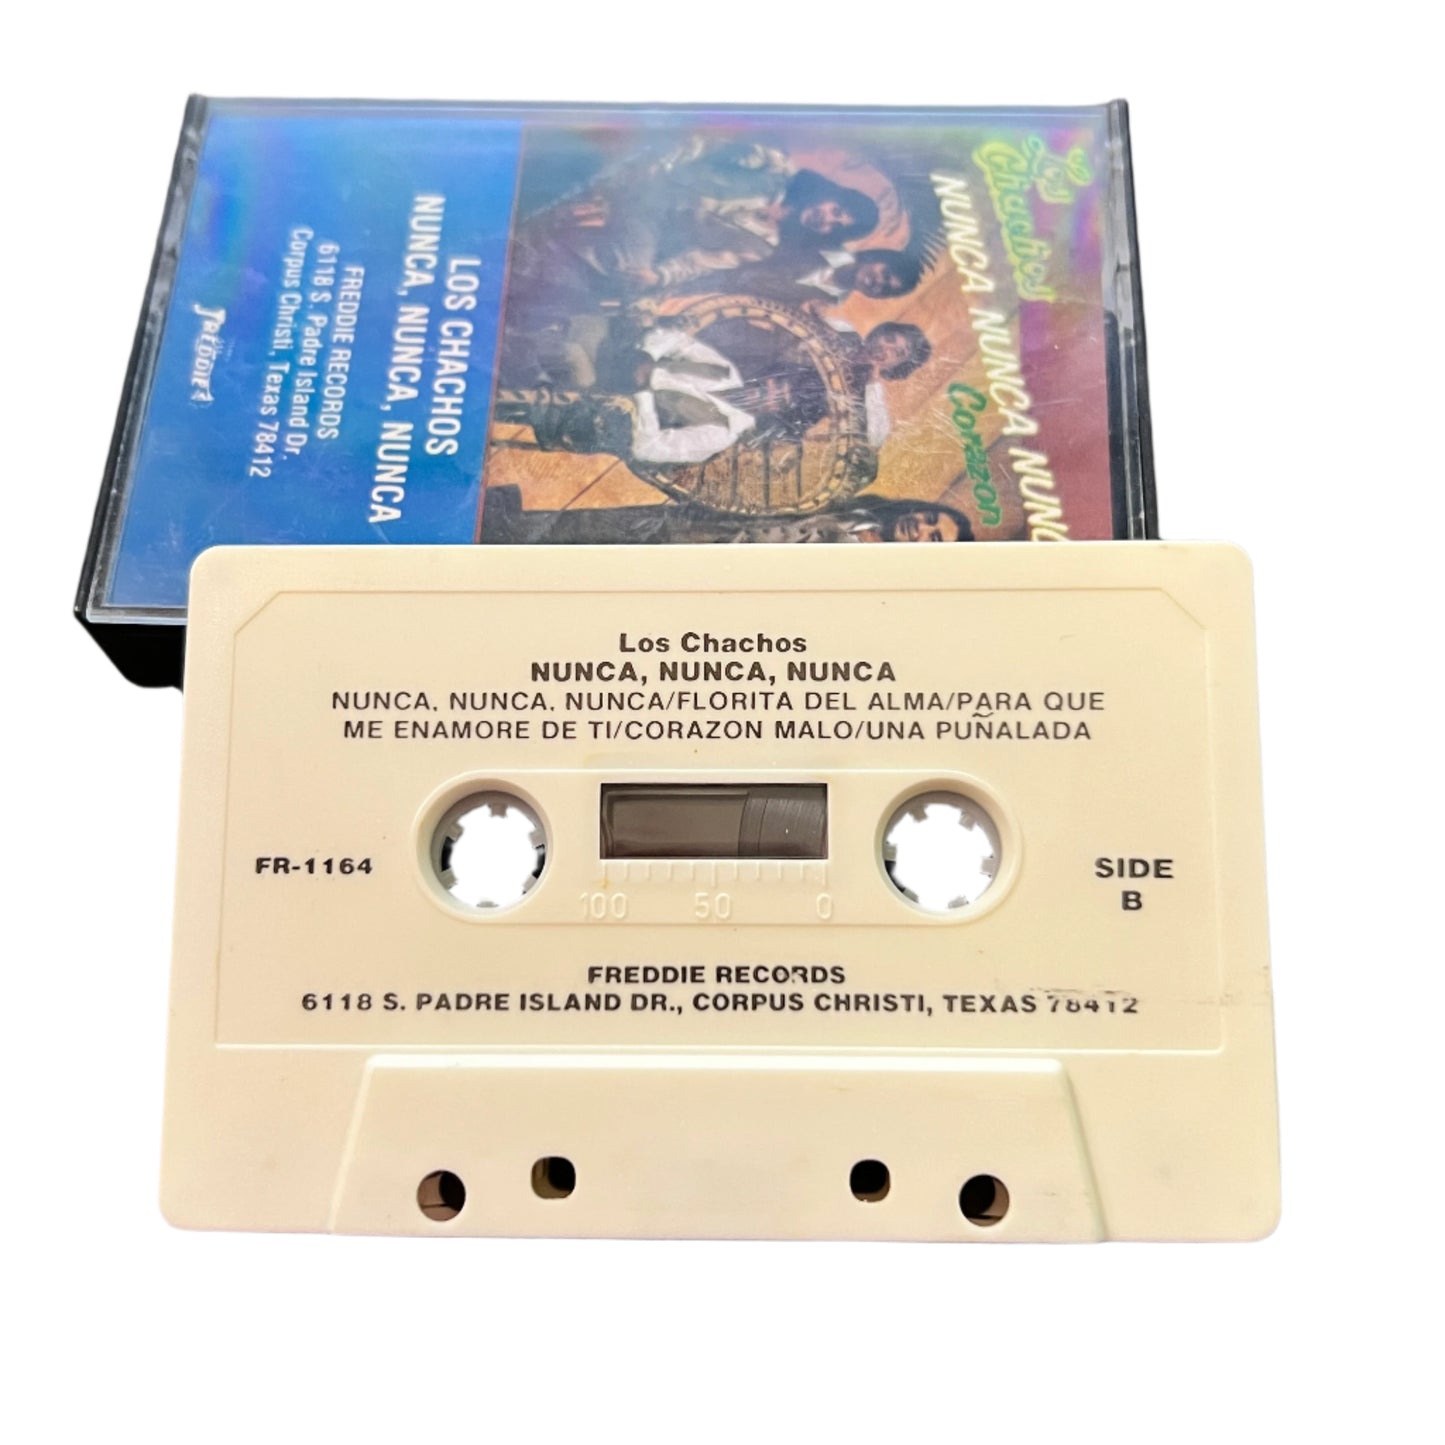 Los
Chachos
NUNCA NUNCA NUNCA
Corazon
LOS CHACHOS
NUNCA, NUNCA, NUNCA
FREDDIE RECORDS
6118 S. Padre Island Dr.
Corpus Christi, Texas 78412
FREDDIE
Los Chachos
NUNCA, NUNCA, NUNCA
NUNCA, NUNCA, NUNCA/FLORITA DEL ALMA/PARA QUE
ME ENAMORE DE TI/CORAZON MALO/UNA PUÑALADA
FR-1164
SIDE
B
100 50 0
FREDDIE RECORDS
6118 S. PADRE ISLAND DR., CORPUS CHRISTI, TEXAS 78412